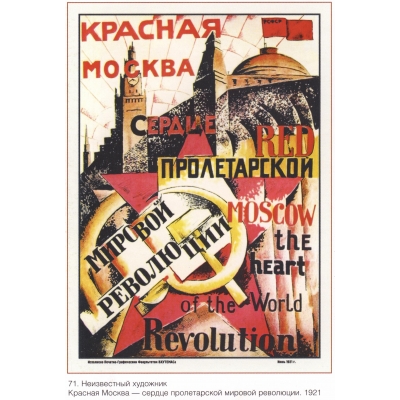 КРАСНАЯ
МОСКВА
СЕРДЦЕ
RED
ПРОЛЕТАРСКОЙ
MOSCOW
МИРОВОЙ
the
РЕВОЛЮЦИИ
heart
of the World
Revolution
71. Неизвестный художник
Красная Москва — сердце пролетарской мировой революции. 1921